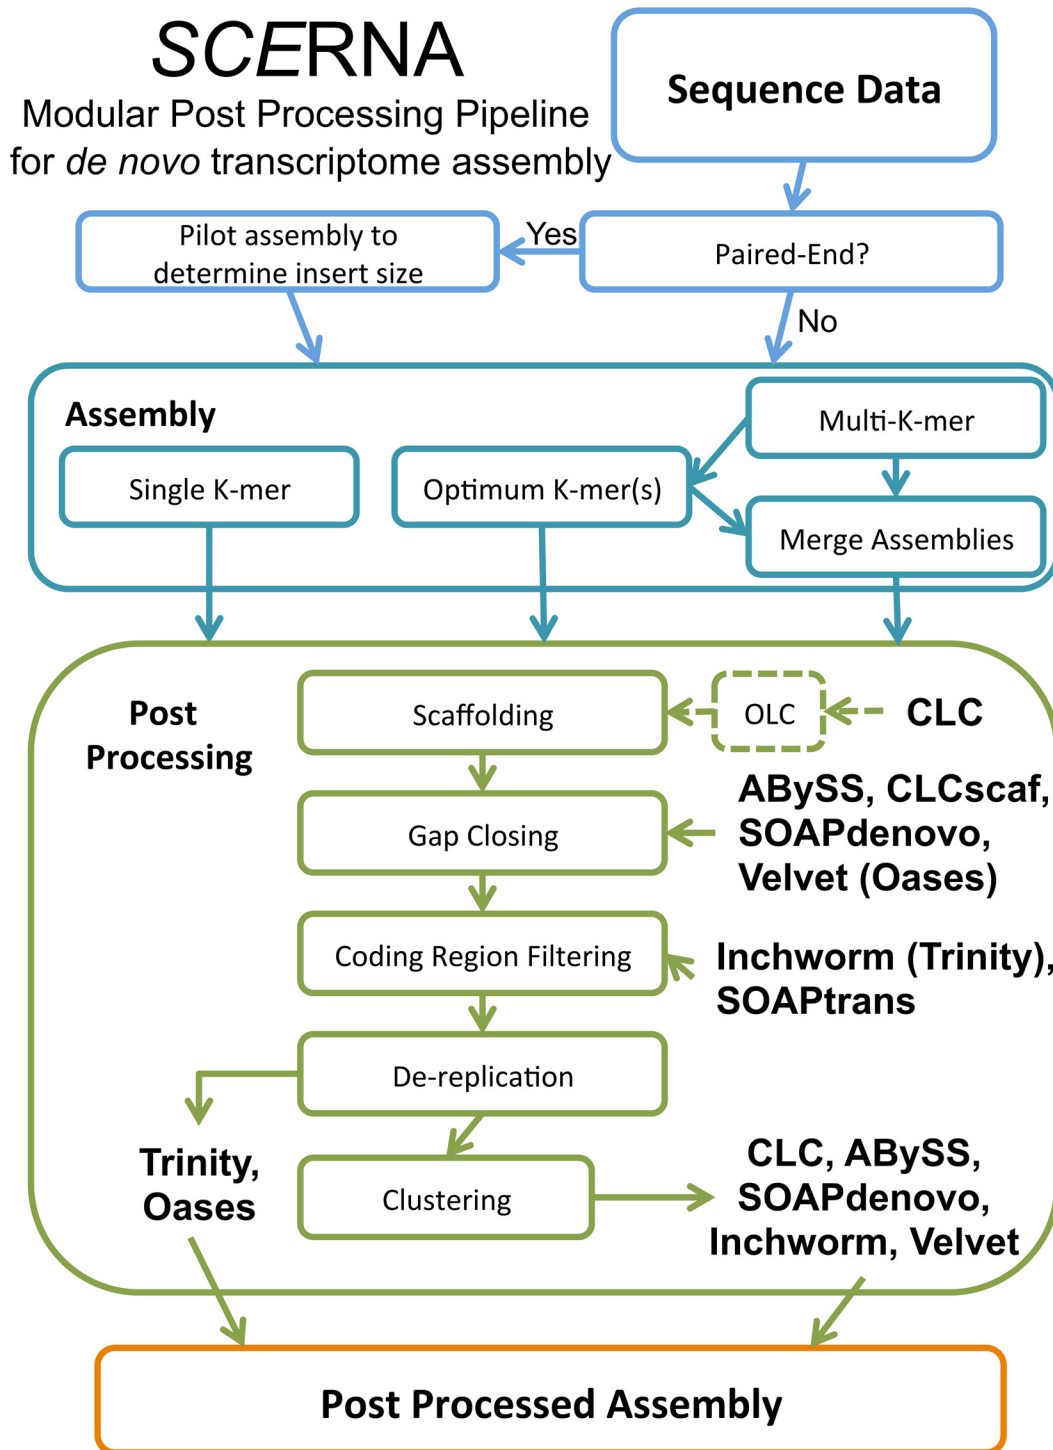 SCERNA
Modular Post Processing Pipeline
for de novo transcriptome assembly
Sequence Data
Pilot assembly to
determine insert size
Yes
Paired-End?
No
Assembly
Multi-K-mer
Single K-mer
Optimum K-mer(s)
Merge Assemblies
Post
Processing
Scaffolding
OLC
CLC
Gap Closing
ABySS, CLCscaf,
SOAPdenovo,
Velvet (Oases)
Coding Region Filtering
Inchworm (Trinity),
SOAPtrans
De-replication
Trinity,
Oases
Clustering
CLC, ABySS,
SOAPdenovo,
Inchworm, Velvet
Post Processed Assembly